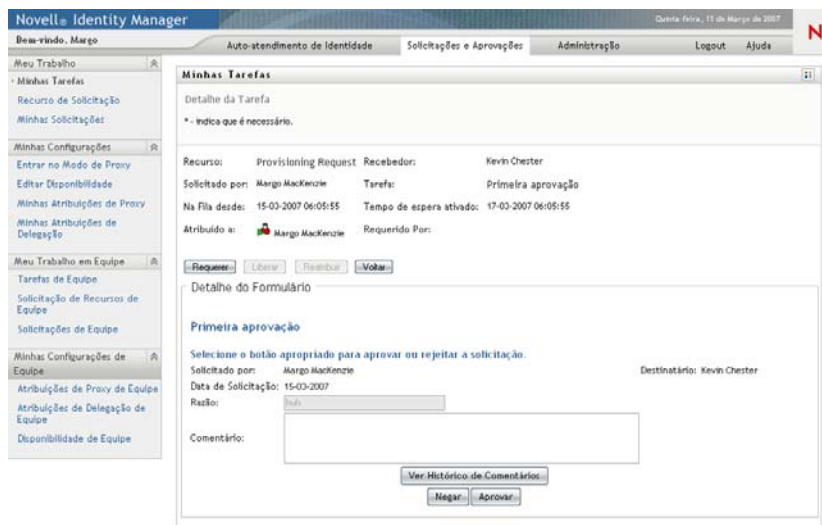 Novell® Identity Manager
Quinta-feira, 15 de Março de 2007
N
Bem-vindo, Margo
Auto-atendimento de Identidade
Solicitações e Aprovações
Administração
Logout
Ajuda
Meu Trabalho
Minhas Tarefas
Recurso de Solicitação
Minhas Solicitações
Minhas Configurações
Entrar no Modo de Proxy
Editar Disponibilidade
Minhas Atribuições de Proxy
Minhas Atribuições de
Delegação
Meu Trabalho em Equipe
Tarefas de Equipe
Solicitação de Recursos de
Equipe
Solicitações de Equipe
Minhas Configurações de
Equipe
Atribuições de Proxy de Equipe
Atribuições de Delegação de
Equipe
Disponibilidade de Equipe
Minhas Tarefas
Detalhe da Tarefa
* - indica que é necessário.
Recurso: Provisioning Request Recebedor: Kevin Chester
Solicitado por: Margo MacKenzie Tarefa: Primeira aprovação
Na Fila desde: 15-03-2007 06:05:55 Tempo de espera ativado: 17-03-2007 06:05:55
Atribuído a: Margo MacKenzie Requerido Por:
Requerer Liberar Reatribuir Voltar
Detalhe do Formulário
Primeira aprovação
Selecione o botão apropriado para aprovar ou rejeitar a solicitação.
Solicitado por: Margo MacKenzie Destinatário: Kevin Chester
Data de Solicitação: 15-03-2007
Razão: huh
Comentário:
Ver Histórico de Comentários
Negar Aprovar